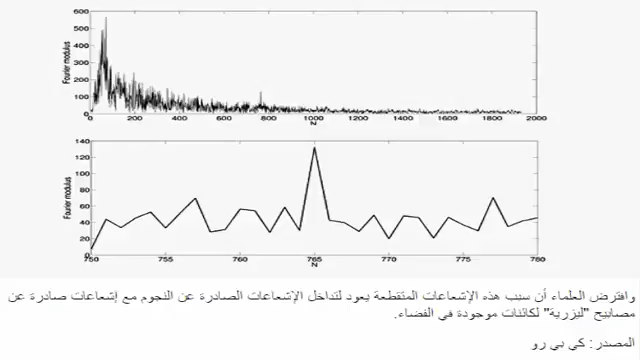 600
500
400
300
200
100
0
Fourier modulus
0 200 400 600 800 1000 1200 1400 1600 1800 2000
N
140
120
100
80
60
40
20
0
Fourier modulus
750 755 760 765 770 775 780
N
وافترض العلماء أن سبب هذه الإشعاعات المتقطعة يعود لتداخل الإشعاعات الصادرة عن النجوم مع إشعاعات صادرة عن
مصابيح "ليزرية" لكائنات موجودة في الفضاء.
المصدر: كي بي رو